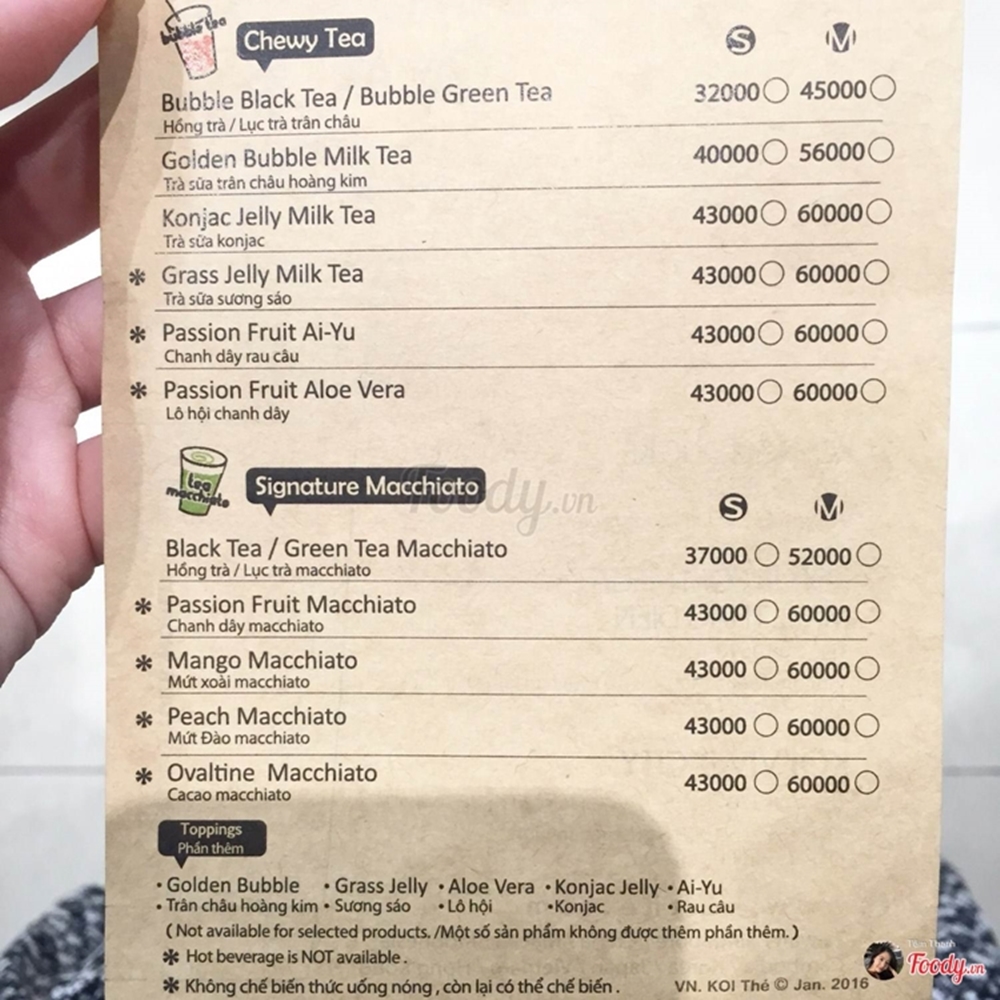 bubble tea
Chewy Tea S M
Bubble Black Tea / Bubble Green Tea 32000 45000
Hồng trà / Lục trà trân châu
Golden Bubble Milk Tea 40000 56000
Trà sữa trân châu hoàng kim
Konjac Jelly Milk Tea 43000 60000
Trà sữa konjac
* Grass Jelly Milk Tea 43000 60000
Trà sữa sương sáo
* Passion Fruit Ai-Yu 43000 60000
Chanh dây rau câu
* Passion Fruit Aloe Vera 43000 60000
Lô hội chanh dây
tea
macchiato
Signature Macchiato S M
Foody.vn
Black Tea / Green Tea Macchiato 37000 52000
Hồng trà / Lục trà macchiato
* Passion Fruit Macchiato 43000 60000
Chanh dây macchiato
* Mango Macchiato 43000 60000
Mứt xoài macchiato
* Peach Macchiato 43000 60000
Mứt Đào macchiato
* Ovaltine Macchiato 43000 60000
Cacao macchiato
Toppings
Phần thêm
• Golden Bubble • Grass Jelly • Aloe Vera • Konjac Jelly • Ai-Yu
• Trân châu hoàng kim • Sương sáo • Lô hội • Konjac • Rau câu
( Not available for selected products. /Một số sản phẩm không được thêm phần thêm. )
* Hot beverage is NOT available .
* Không chế biến thức uống nóng , còn lại có thể chế biến . VN. KOI Thé © Jan. 2016
Foody.vn